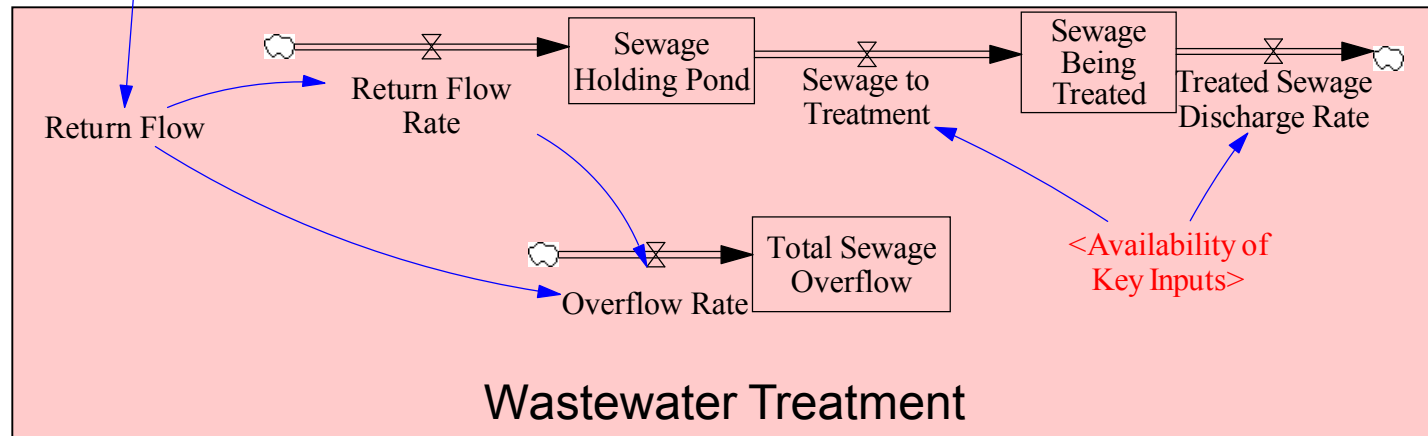 Return Flow
Return Flow
Rate
Sewage
Holding Pond
Sewage to
Treatment
Sewage
Being
Treated
Treated Sewage
Discharge Rate
Overflow Rate
Total Sewage
Overflow
<Availability of
Key Inputs>
Wastewater Treatment